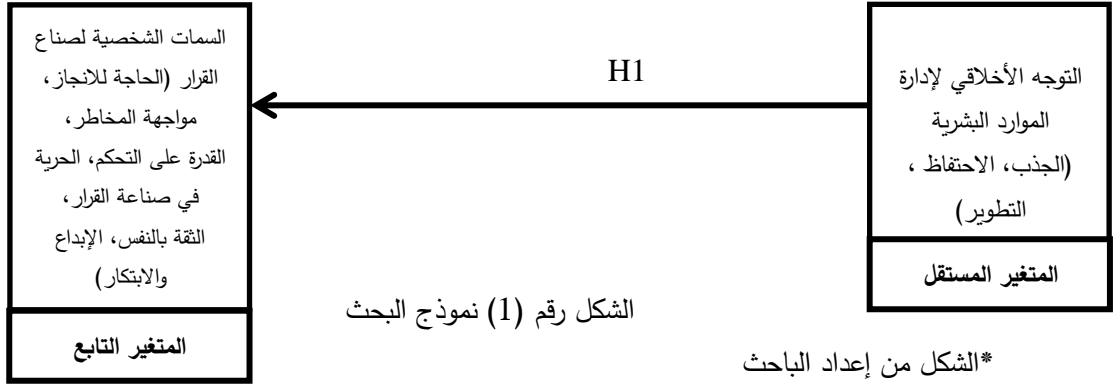 التوجه الأخلاقي لإدارة
الموارد البشرية
(الجذب، الاحتفاظ ،
التطوير)
المتغير المستقل
H1
السمات الشخصية لصناع
القرار (الحاجة للانجاز ،
مواجهة المخاطر ،
القدرة على التحكم، الحرية
في صناعة القرار ،
الثقة بالنفس، الإبداع
والابتكار)
المتغير التابع
الشكل رقم (1) نموذج البحث
*الشكل من إعداد الباحث